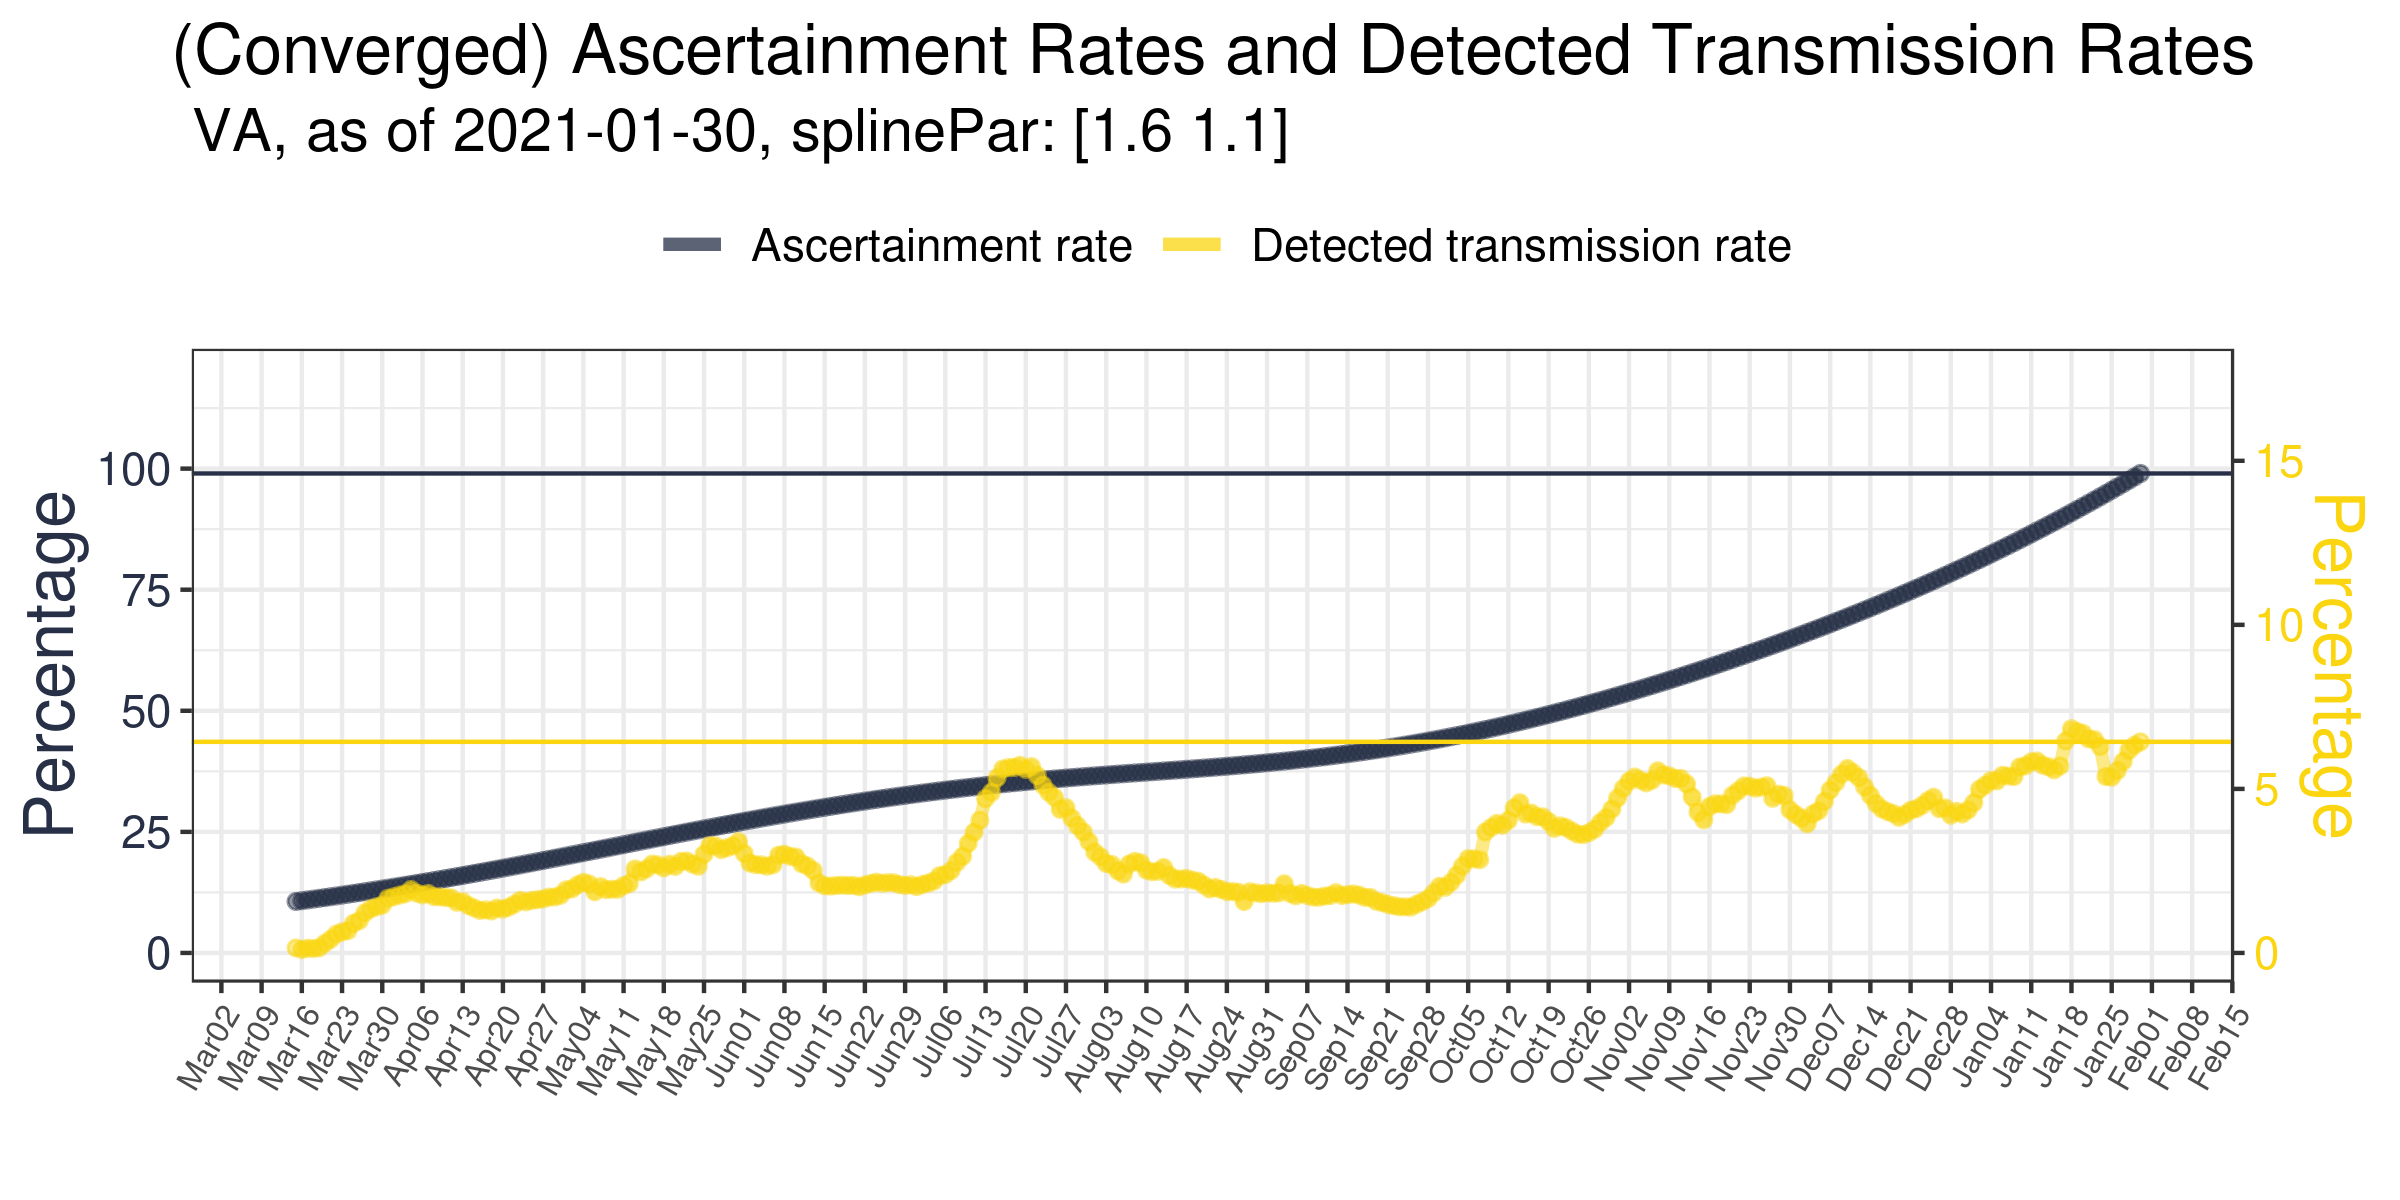 (Converged) Ascertainment Rates and Detected Transmission Rates
VA, as of 2021-01-30, splinePar: [1.6 1.1]
Ascertainment rate
Detected transmission rate
Percentage
100
75
50
25
0
15
10
5
0
Percentage
Mar02
Mar09
Mar16
Mar23
Mar30
Apr06
Apr13
Apr20
Apr27
May04
May11
May18
May25
Jun01
Jun08
Jun15
Jun22
Jun29
Jul06
Jul13
Jul20
Jul27
Aug03
Aug10
Aug17
Aug24
Aug31
Sep07
Sep14
Sep21
Sep28
Oct05
Oct12
Oct19
Oct26
Nov02
Nov09
Nov16
Nov23
Nov30
Dec07
Dec14
Dec21
Dec28
Jan04
Jan11
Jan18
Jan25
Feb01
Feb08
Feb15